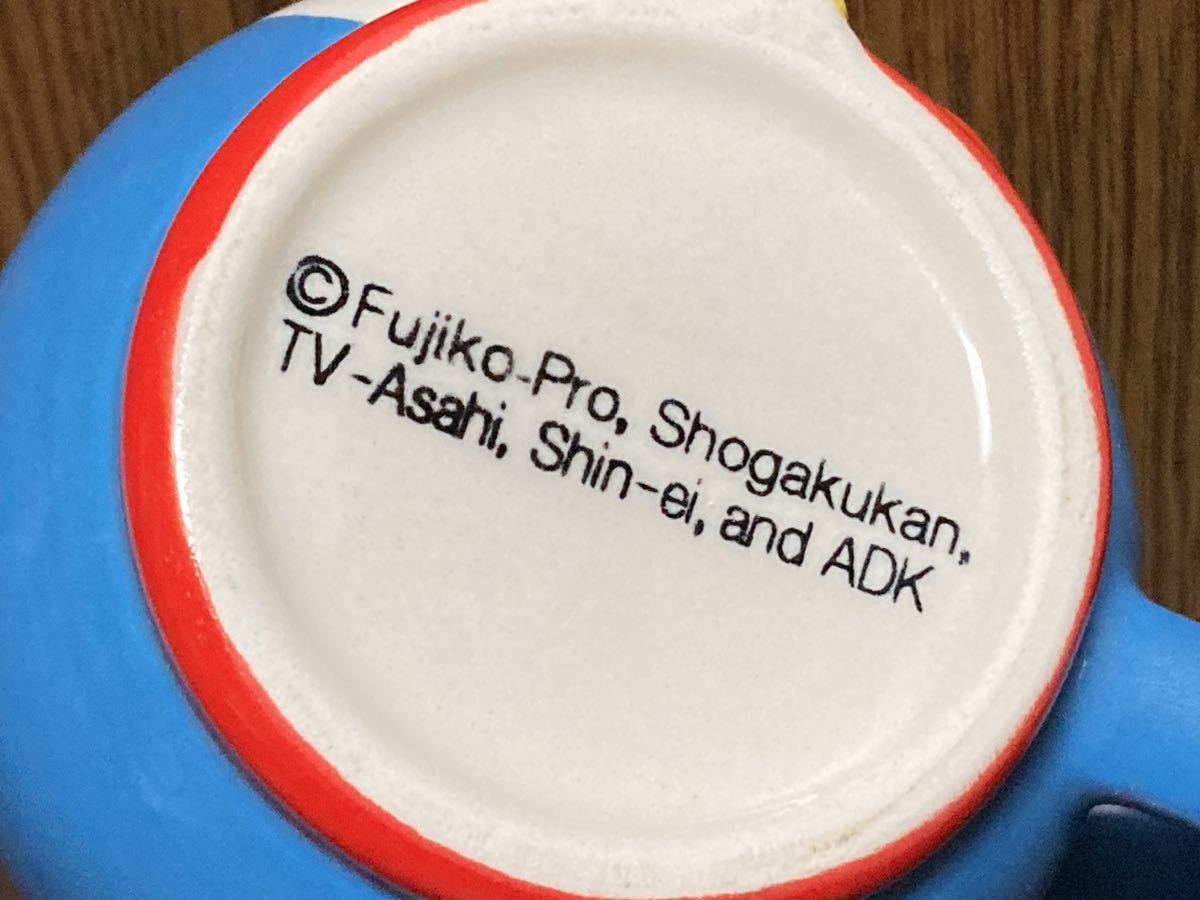 ©Fujiko-Pro, Shogakukan,
TV-Asahi, Shin-ei, and ADK